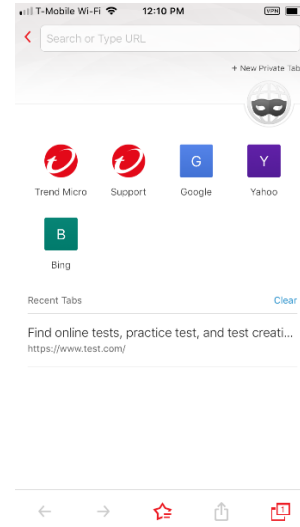 T-Mobile Wi-Fi 12:10 PM VPN
Search or Type URL
+ New Private Tab
G Y
Trend Micro Support Google Yahoo
B
Bing
Recent Tabs Clear
Find online tests, practice test, and test creati...
https://www.test.com/
1